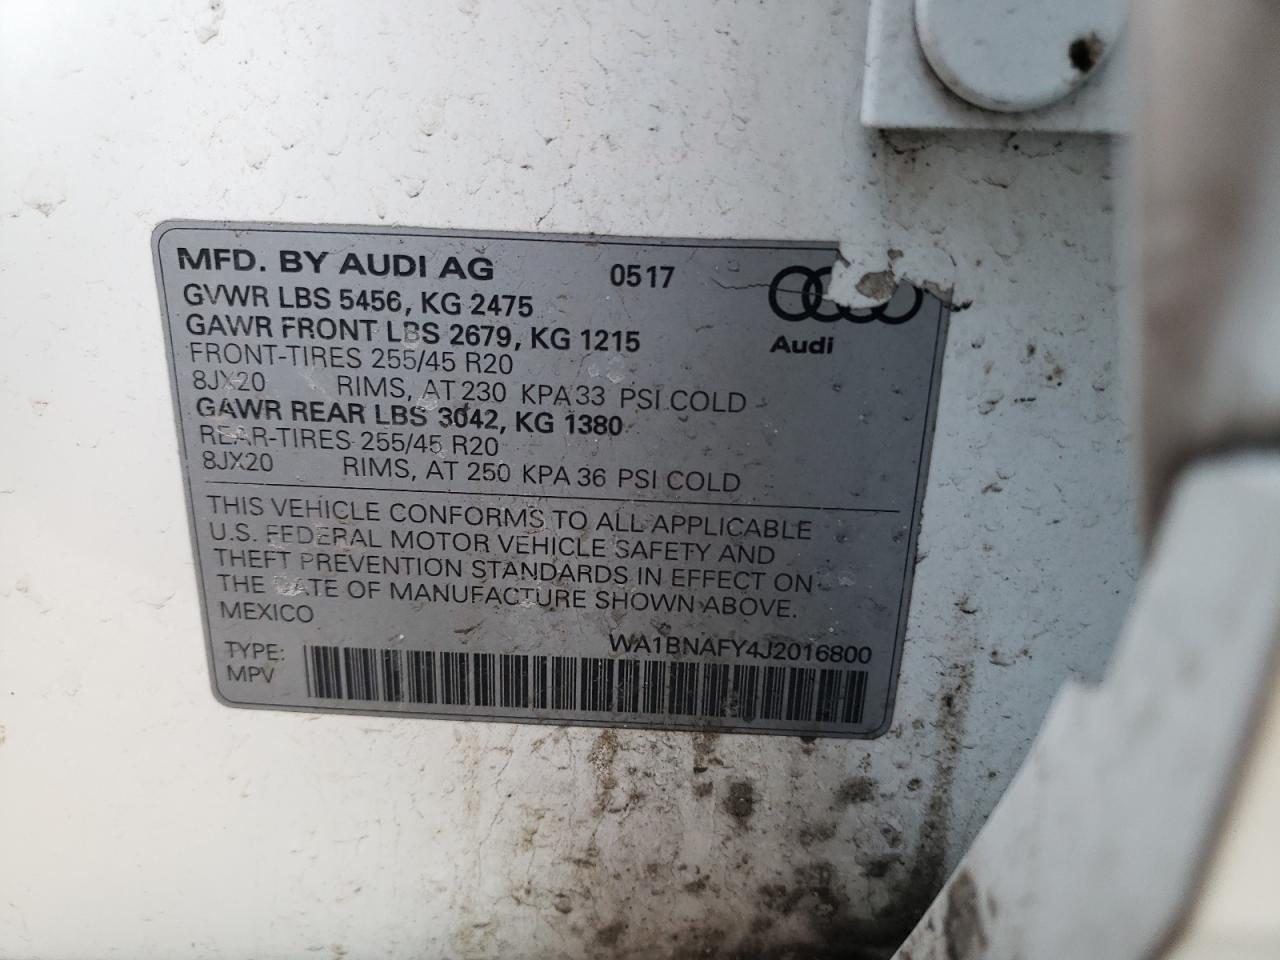 MFD. BY AUDI AG 0517
GVWR LBS 5456, KG 2475
GAWR FRONT LBS 2679, KG 1215
Audi
FRONT-TIRES 255/45 R20
8JX20 RIMS, AT 230 KPA 33 PSI COLD
GAWR REAR LBS 3042, KG 1380
REAR-TIRES 255/45 R20
8JX20 RIMS, AT 250 KPA 36 PSI COLD
THIS VEHICLE CONFORMS TO ALL APPLICABLE
U.S. FEDERAL MOTOR VEHICLE SAFETY AND
THEFT PREVENTION STANDARDS IN EFFECT ON
THE DATE OF MANUFACTURE SHOWN ABOVE.
MEXICO
WA1BNAFY4J2016800
TYPE:
MPV